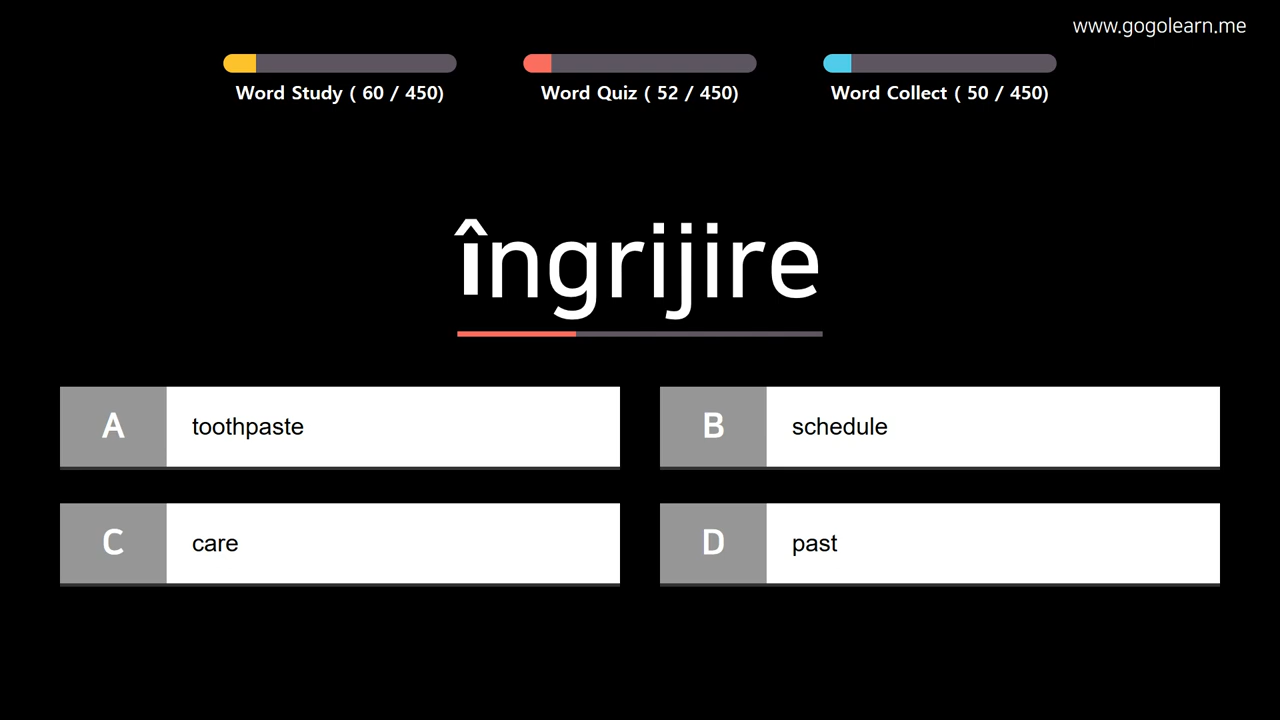 www.gogolearn.me
Word Study ( 60 / 450)
Word Quiz ( 52 / 450)
Word Collect ( 50 / 450)
îngrijire
A toothpaste
B schedule
C care
D past